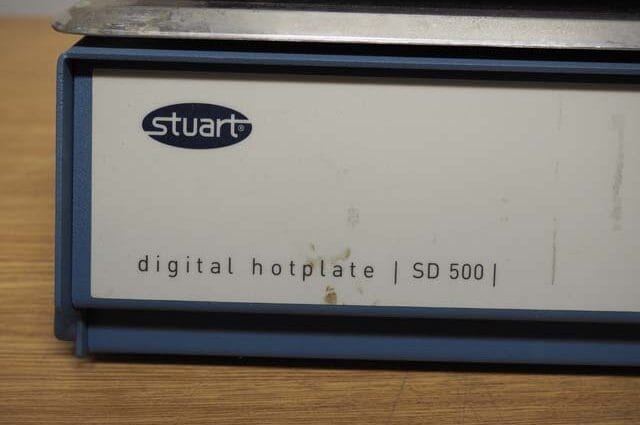 stuart®
digital hotplate | SD 500 |